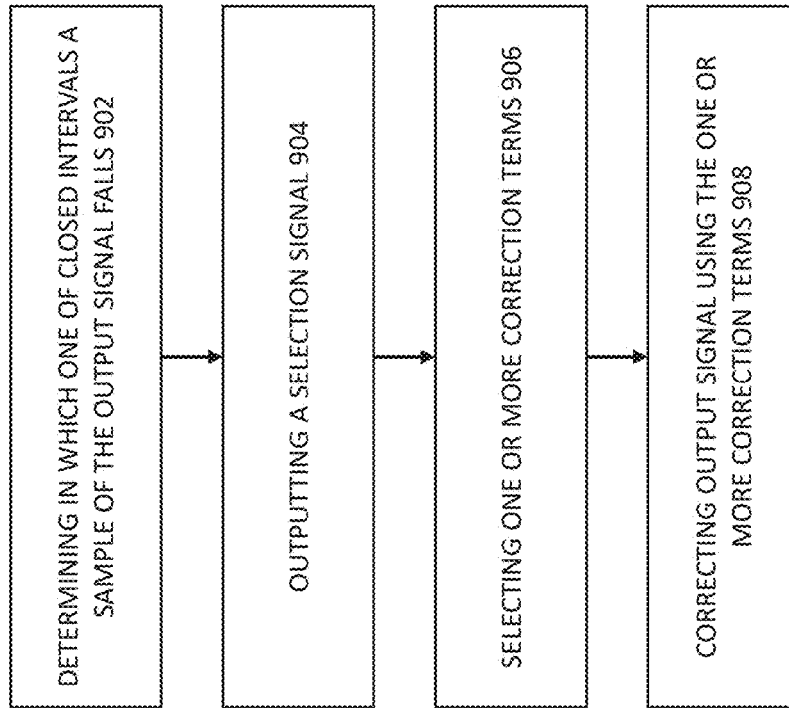 DETERMINING IN WHICH ONE OF CLOSED INTERVALS A
SAMPLE OF THE OUTPUT SIGNAL FALLS 902
OUTPUTTING A SELECTION SIGNAL 904
SELECTING ONE OR MORE CORRECTION TERMS 906
CORRECTING OUTPUT SIGNAL USING THE ONE OR
MORE CORRECTION TERMS 908